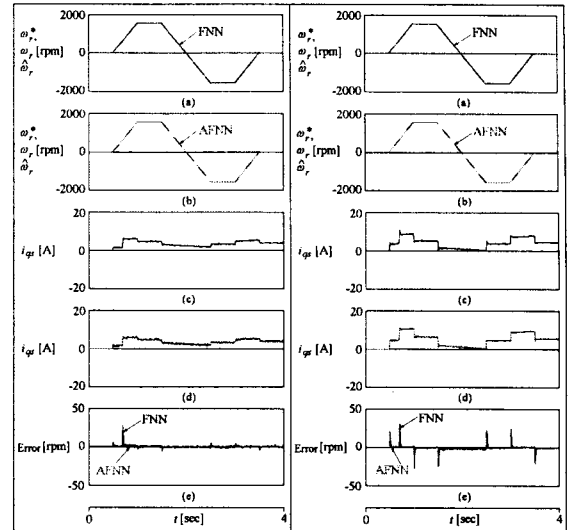 2000
ω_r^*,
ω_r [rpm]
ω̂_r
0
-2000
FNN
(a)
2000
ω_r^*,
ω_r [rpm]
ω̂_r
0
2000
AFNN
(b)
20
i_qs [A]
0
-20
(c)
20
i_qs [A]
0
-20
(d)
50
Error [rpm]
0
-50
FNN
AFNN
(e)
0 t [sec] 4
2000
ω_r^*,
ω_r [rpm]
ω̂_r
0
-2000
FNN
(a)
2000
ω_r^*,
ω_r [rpm]
ω̂_r
0
2000
AFNN
(b)
20
i_qs [A]
0
-20
(c)
20
i_qs [A]
0
-20
(d)
50
Error [rpm]
0
-50
FNN
AFNN
(e)
0 t [sec] 4